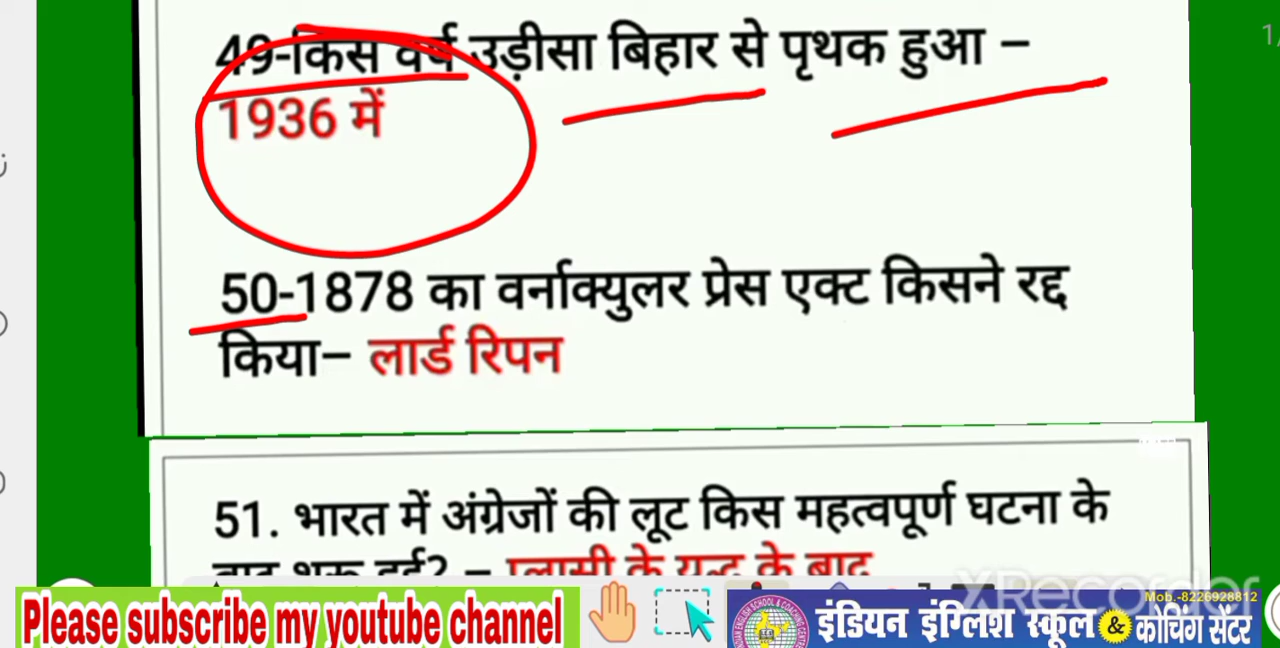 49-किस वर्ष उड़ीसा बिहार से पृथक हुआ –
1936 में
50-1878 का वर्नाक्युलर प्रेस एक्ट किसने रद्द
किया– लार्ड रिपन
51. भारत में अंग्रेजों की लूट किस महत्वपूर्ण घटना के
बाद शुरू हुई? – प्लासी के युद्ध के बाद
XRecorder
Mob.-8226928812
Please subscribe my youtube channel
इंडियन इंग्लिश स्कूल & कोचिंग सेंटर